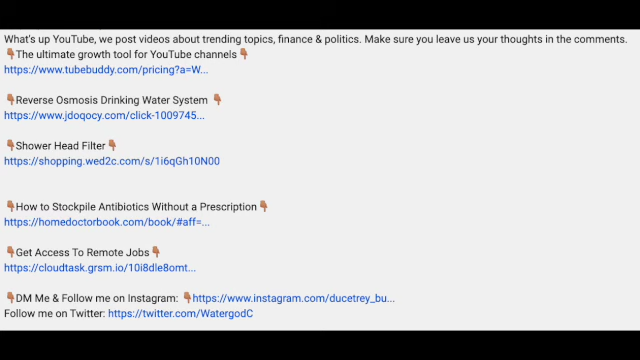 What's up YouTube, we post videos about trending topics, finance & politics. Make sure you leave us your thoughts in the comments.
👇🏽The ultimate growth tool for YouTube channels👇🏽
https://www.tubebuddy.com/pricing?a=W...
👇🏽Reverse Osmosis Drinking Water System 👇🏽
https://www.jdoqocy.com/click-1009745...
👇🏽Shower Head Filter👇🏽
https://shopping.wed2c.com/s/1i6qGh10N00
👇🏽How to Stockpile Antibiotics Without a Prescription👇🏽
https://homedoctorbook.com/book/#aff=...
👇🏽Get Access To Remote Jobs👇🏽
https://cloudtask.grsm.io/10i8dle8omt...
👇🏽DM Me & Follow me on Instagram: 👇🏽https://www.instagram.com/ducetrey_bu...
Follow me on Twitter: https://twitter.com/WatergodC